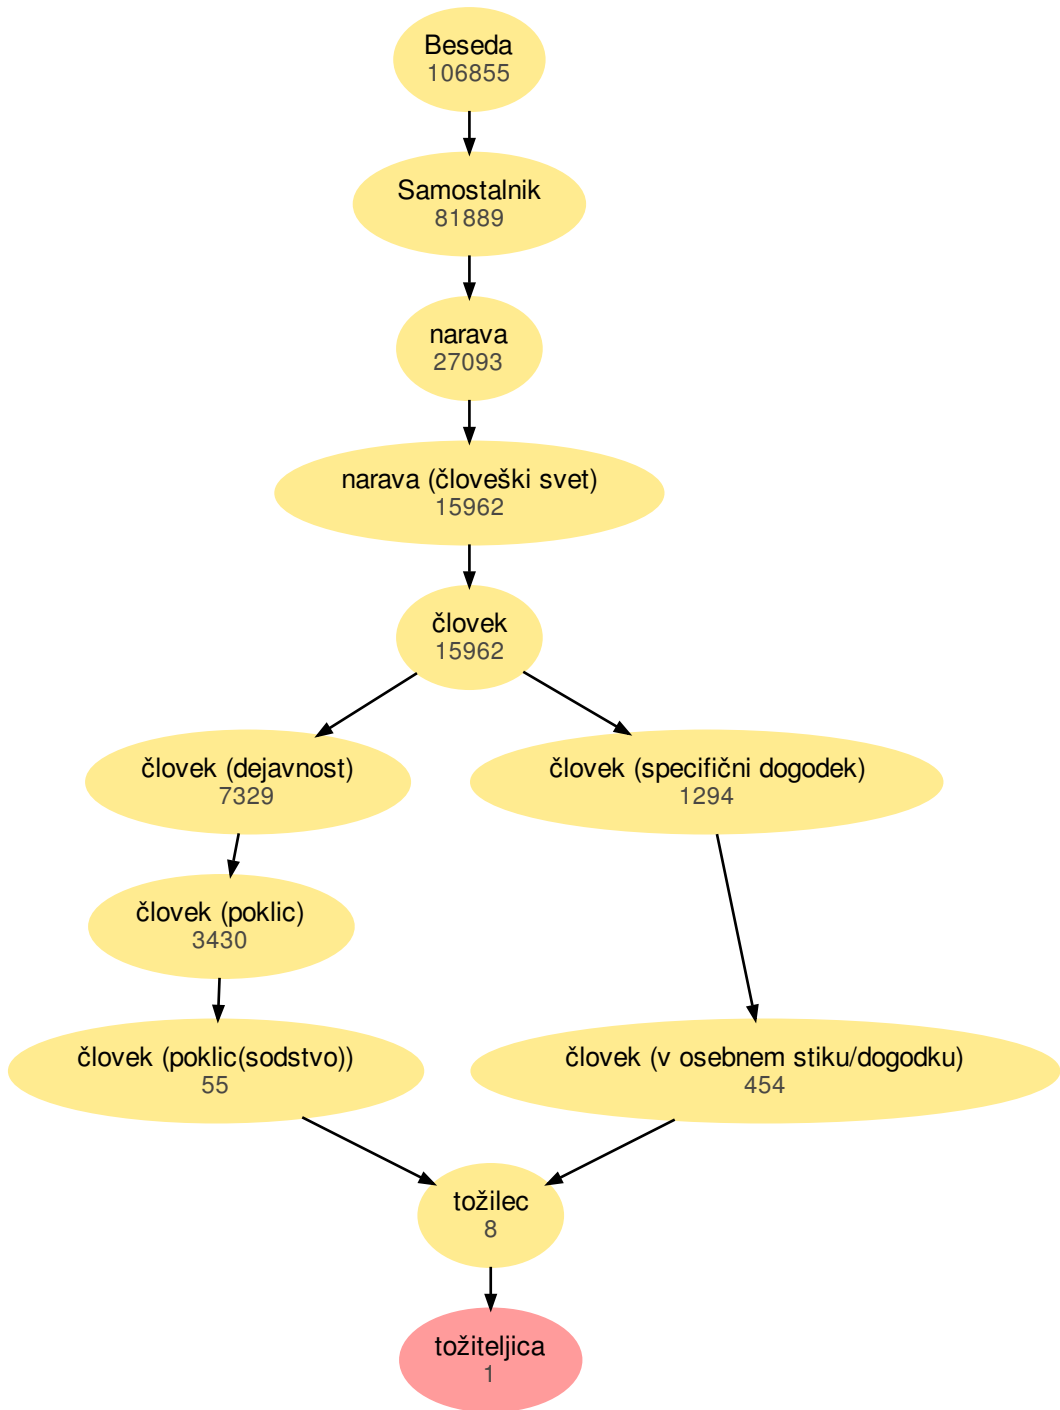 Beseda
106855
Samostalnik
81889
narava
27093
narava (človeški svet)
15962
človek
15962
človek (dejavnost)
7329
človek (specifični dogodek)
1294
človek (poklic)
3430
človek (poklic(sodstvo))
55
človek (v osebnem stiku/dogodku)
454
tožilec
8
tožiteljica
1